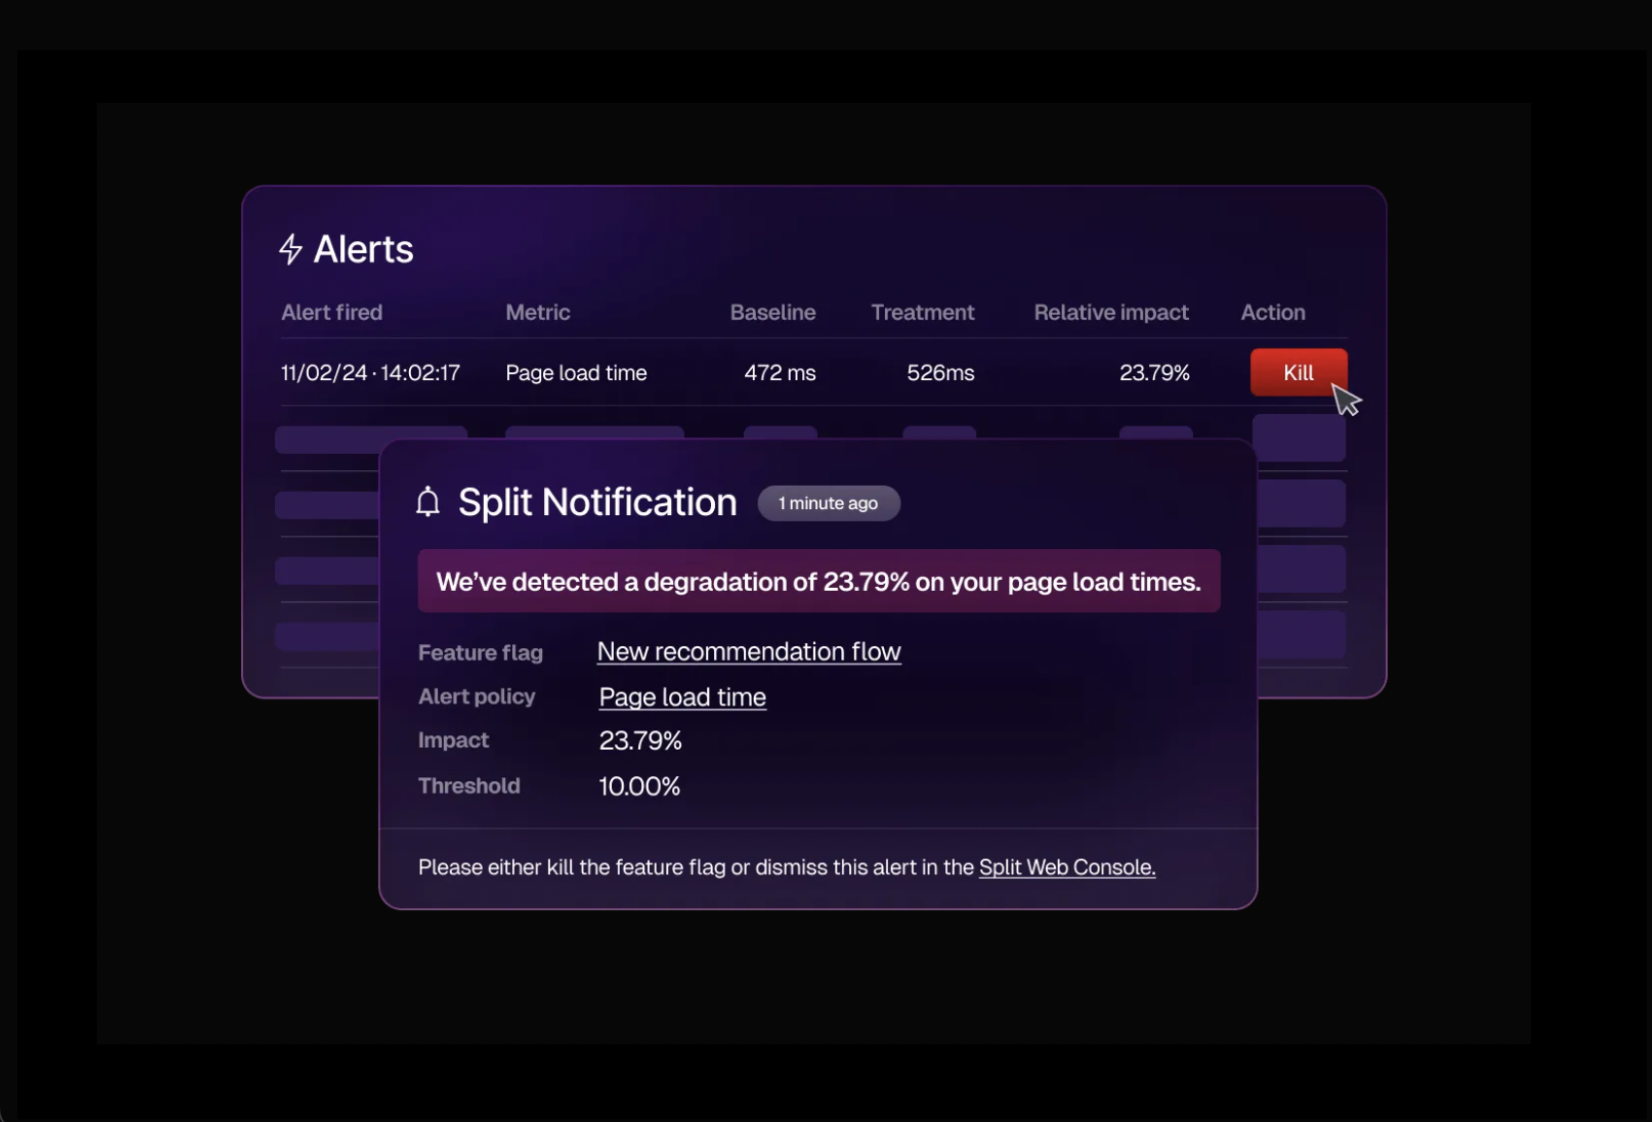 Alerts
Alert fired Metric Baseline Treatment Relative impact Action
11/02/24 · 14:02:17 Page load time 472 ms 526ms 23.79% Kill
Split Notification 1 minute ago
We’ve detected a degradation of 23.79% on your page load times.
Feature flag New recommendation flow
Alert policy Page load time
Impact 23.79%
Threshold 10.00%
Please either kill the feature flag or dismiss this alert in the Split Web Console.